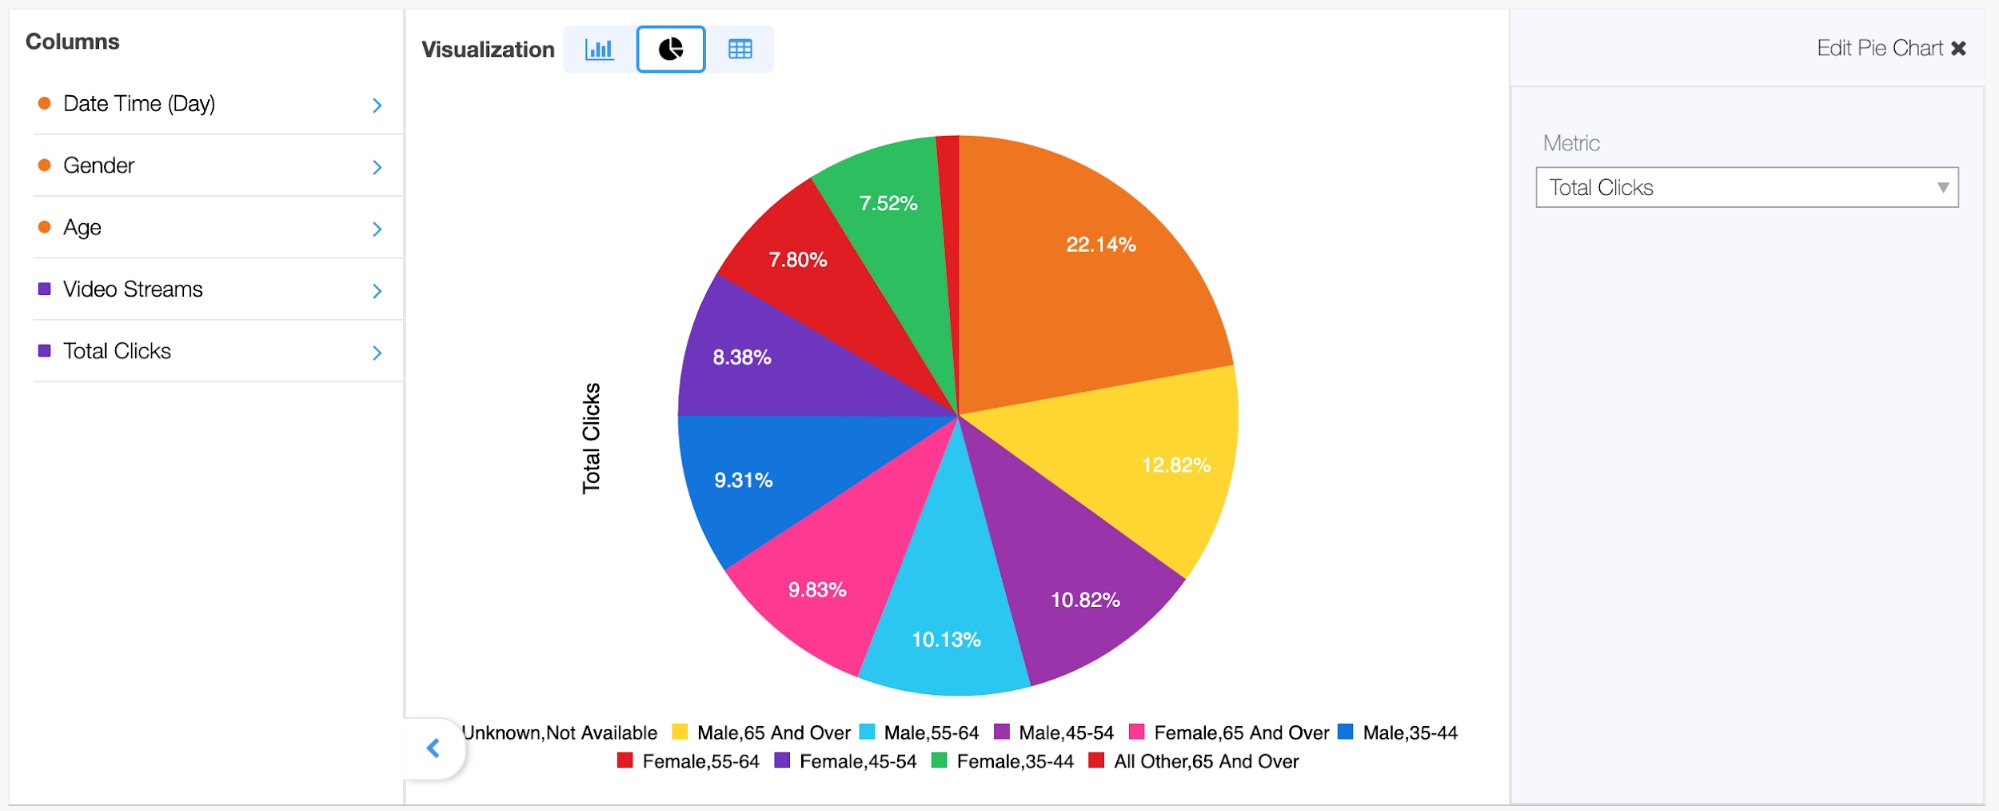 Columns
Date Time (Day)
Gender
Age
Video Streams
Total Clicks
Visualization
Edit Pie Chart
Metric
Total Clicks
Total Clicks
22.14%
12.82%
10.82%
10.13%
9.83%
9.31%
8.38%
7.80%
7.52%
Unknown,Not Available Male,65 And Over Male,55-64 Male,45-54 Female,65 And Over Male,35-44
Female,55-64 Female,45-54 Female,35-44 All Other,65 And Over